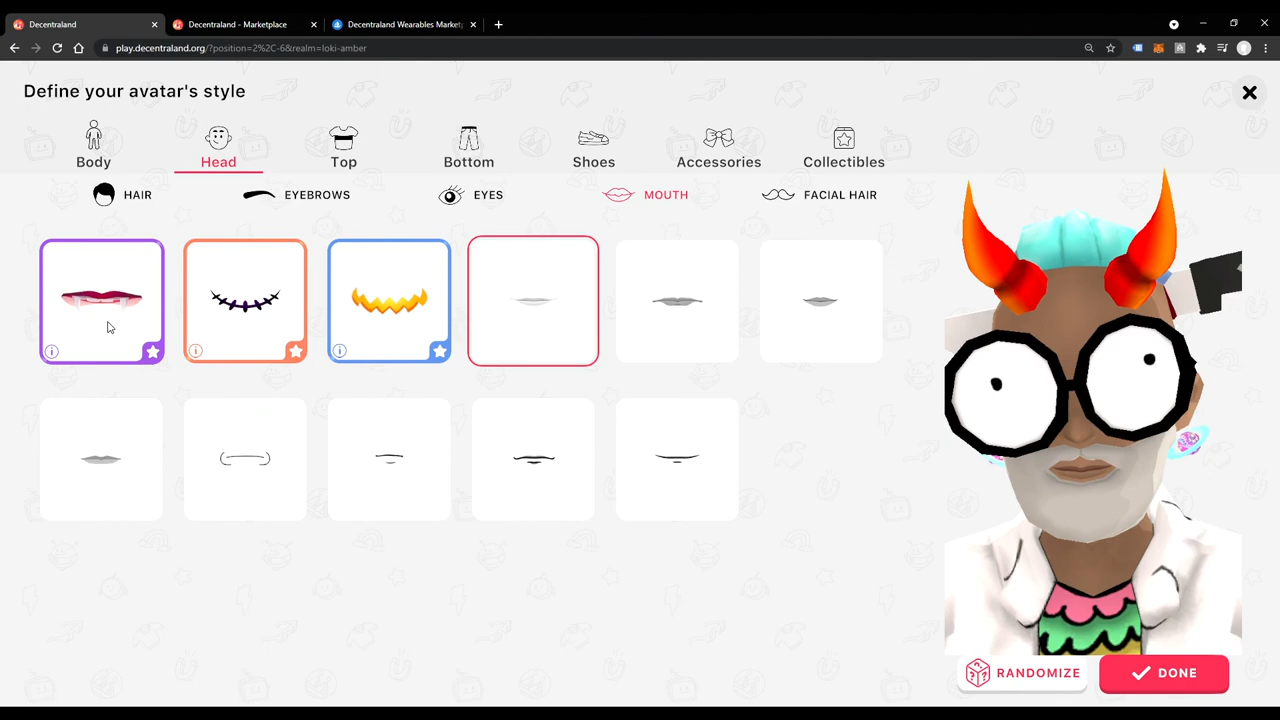 Decentraland
Decentraland - Marketplace
Decentraland Wearables Market
play.decentraland.org/?position=2%2C-6&realm=loki-amber
Define your avatar's style
Body
Head
Top
Bottom
Shoes
Accessories
Collectibles
HAIR
EYEBROWS
EYES
MOUTH
FACIAL HAIR
RANDOMIZE
DONE